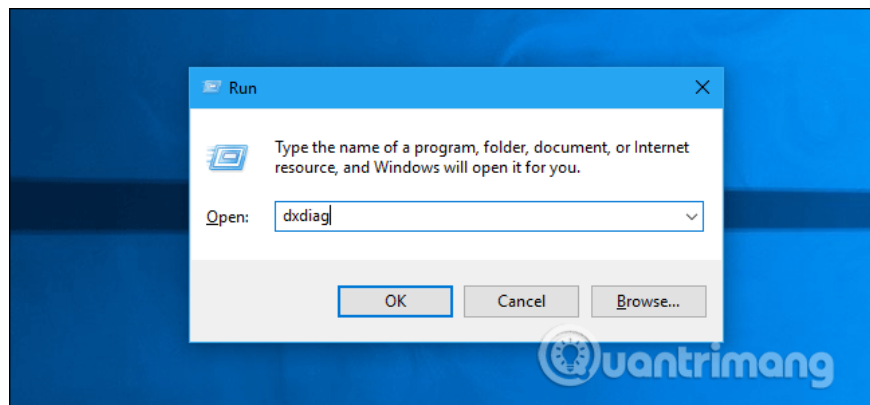 Run
Type the name of a program, folder, document, or Internet
resource, and Windows will open it for you.
Open:
dxdiag
OK
Cancel
Browse...
Quantrimang